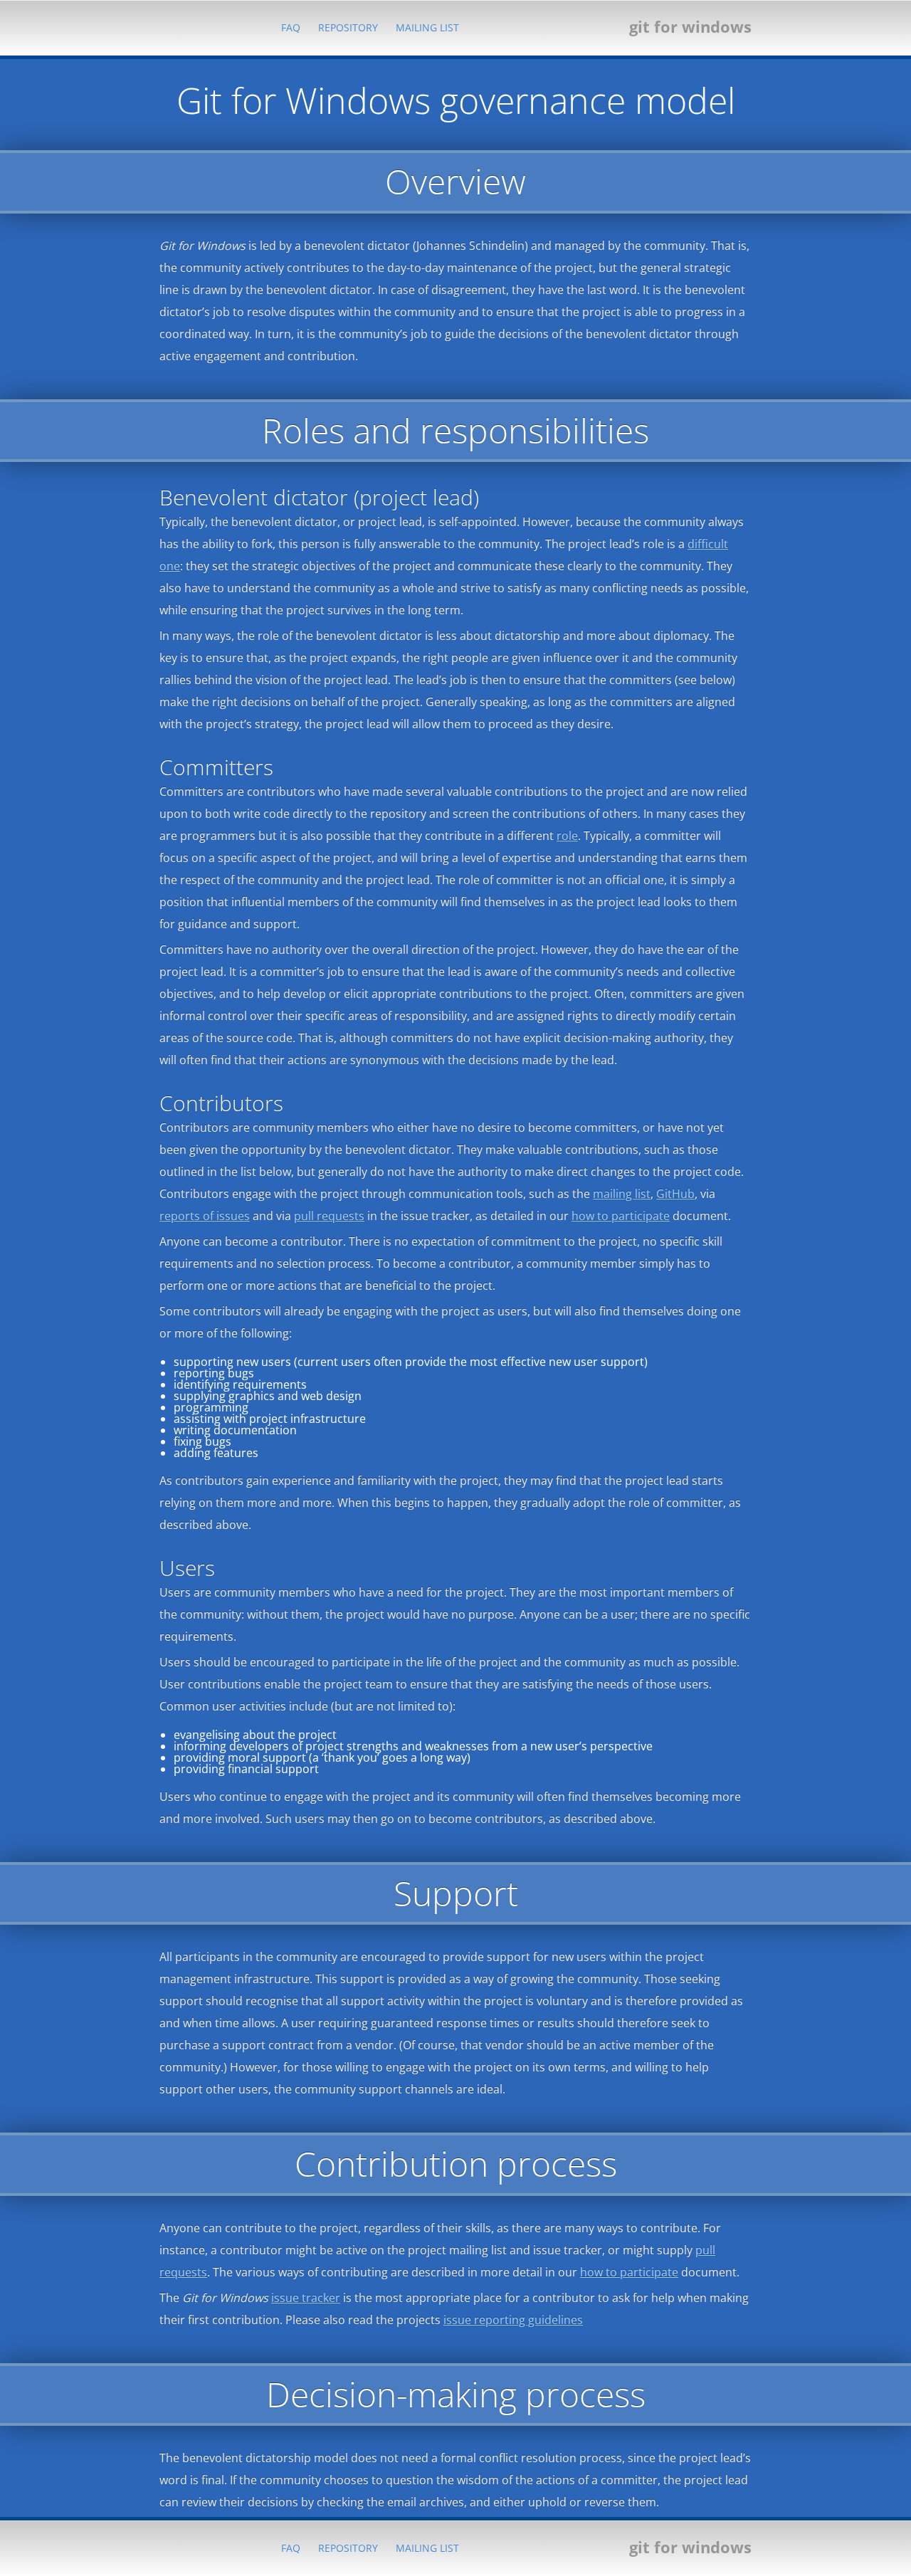 FAQ REPOSITORY MAILING LIST git for windows
Git for Windows governance model
Overview
Git for Windows is led by a benevolent dictator (Johannes Schindelin) and managed by the community. That is,
the community actively contributes to the day-to-day maintenance of the project, but the general strategic
line is drawn by the benevolent dictator. In case of disagreement, they have the last word. It is the benevolent
dictator’s job to resolve disputes within the community and to ensure that the project is able to progress in a
coordinated way. In turn, it is the community’s job to guide the decisions of the benevolent dictator through
active engagement and contribution.
Roles and responsibilities
Benevolent dictator (project lead)
Typically, the benevolent dictator, or project lead, is self-appointed. However, because the community always
has the ability to fork, this person is fully answerable to the community. The project lead’s role is a difficult
one: they set the strategic objectives of the project and communicate these clearly to the community. They
also have to understand the community as a whole and strive to satisfy as many conflicting needs as possible,
while ensuring that the project survives in the long term.
In many ways, the role of the benevolent dictator is less about dictatorship and more about diplomacy. The
key is to ensure that, as the project expands, the right people are given influence over it and the community
rallies behind the vision of the project lead. The lead’s job is then to ensure that the committers (see below)
make the right decisions on behalf of the project. Generally speaking, as long as the committers are aligned
with the project’s strategy, the project lead will allow them to proceed as they desire.
Committers
Committers are contributors who have made several valuable contributions to the project and are now relied
upon to both write code directly to the repository and screen the contributions of others. In many cases they
are programmers but it is also possible that they contribute in a different role. Typically, a committer will
focus on a specific aspect of the project, and will bring a level of expertise and understanding that earns them
the respect of the community and the project lead. The role of committer is not an official one, it is simply a
position that influential members of the community will find themselves in as the project lead looks to them
for guidance and support.
Committers have no authority over the overall direction of the project. However, they do have the ear of the
project lead. It is a committer’s job to ensure that the lead is aware of the community’s needs and collective
objectives, and to help develop or elicit appropriate contributions to the project. Often, committers are given
informal control over their specific areas of responsibility, and are assigned rights to directly modify certain
areas of the source code. That is, although committers do not have explicit decision-making authority, they
will often find that their actions are synonymous with the decisions made by the lead.
Contributors
Contributors are community members who either have no desire to become committers, or have not yet
been given the opportunity by the benevolent dictator. They make valuable contributions, such as those
outlined in the list below, but generally do not have the authority to make direct changes to the project code.
Contributors engage with the project through communication tools, such as the mailing list, GitHub, via
reports of issues and via pull requests in the issue tracker, as detailed in our how to participate document.
Anyone can become a contributor. There is no expectation of commitment to the project, no specific skill
requirements and no selection process. To become a contributor, a community member simply has to
perform one or more actions that are beneficial to the project.
Some contributors will already be engaging with the project as users, but will also find themselves doing one
or more of the following:
• supporting new users (current users often provide the most effective new user support)
• reporting bugs
• identifying requirements
• supplying graphics and web design
• programming
• assisting with project infrastructure
• writing documentation
• fixing bugs
• adding features
As contributors gain experience and familiarity with the project, they may find that the project lead starts
relying on them more and more. When this begins to happen, they gradually adopt the role of committer, as
described above.
Users
Users are community members who have a need for the project. They are the most important members of
the community: without them, the project would have no purpose. Anyone can be a user; there are no specific
requirements.
Users should be encouraged to participate in the life of the project and the community as much as possible.
User contributions enable the project team to ensure that they are satisfying the needs of those users.
Common user activities include (but are not limited to):
• evangelising about the project
• informing developers of project strengths and weaknesses from a new user’s perspective
• providing moral support (a ‘thank you’ goes a long way)
• providing financial support
Users who continue to engage with the project and its community will often find themselves becoming more
and more involved. Such users may then go on to become contributors, as described above.
Support
All participants in the community are encouraged to provide support for new users within the project
management infrastructure. This support is provided as a way of growing the community. Those seeking
support should recognise that all support activity within the project is voluntary and is therefore provided as
and when time allows. A user requiring guaranteed response times or results should therefore seek to
purchase a support contract from a vendor. (Of course, that vendor should be an active member of the
community.) However, for those willing to engage with the project on its own terms, and willing to help
support other users, the community support channels are ideal.
Contribution process
Anyone can contribute to the project, regardless of their skills, as there are many ways to contribute. For
instance, a contributor might be active on the project mailing list and issue tracker, or might supply pull
requests. The various ways of contributing are described in more detail in our how to participate document.
The Git for Windows issue tracker is the most appropriate place for a contributor to ask for help when making
their first contribution. Please also read the projects issue reporting guidelines
Decision-making process
The benevolent dictatorship model does not need a formal conflict resolution process, since the project lead’s
word is final. If the community chooses to question the wisdom of the actions of a committer, the project lead
can review their decisions by checking the email archives, and either uphold or reverse them.
FAQ REPOSITORY MAILING LIST git for windows